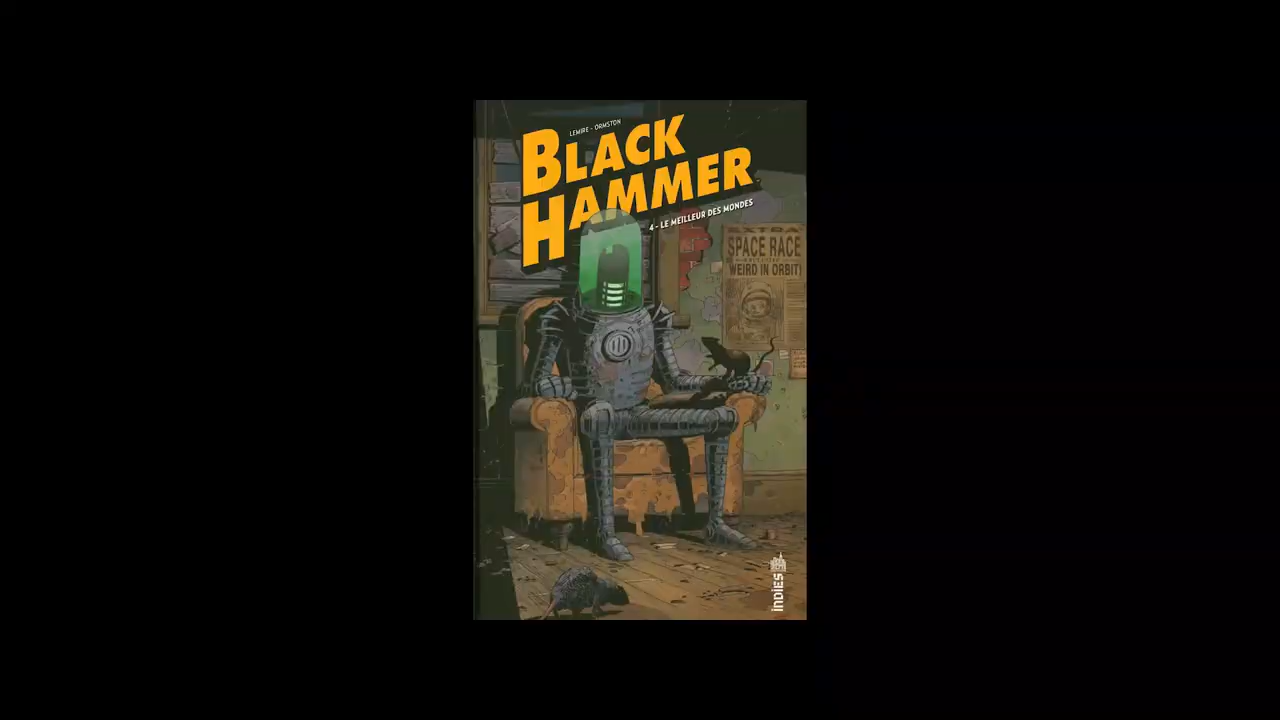 LEMIRE - ORMSTON
BLACK
HAMMER
4 - LE MEILLEUR DES MONDES
EXTRA
SPACE RACE
WEIRD IN ORBIT!
INDIES